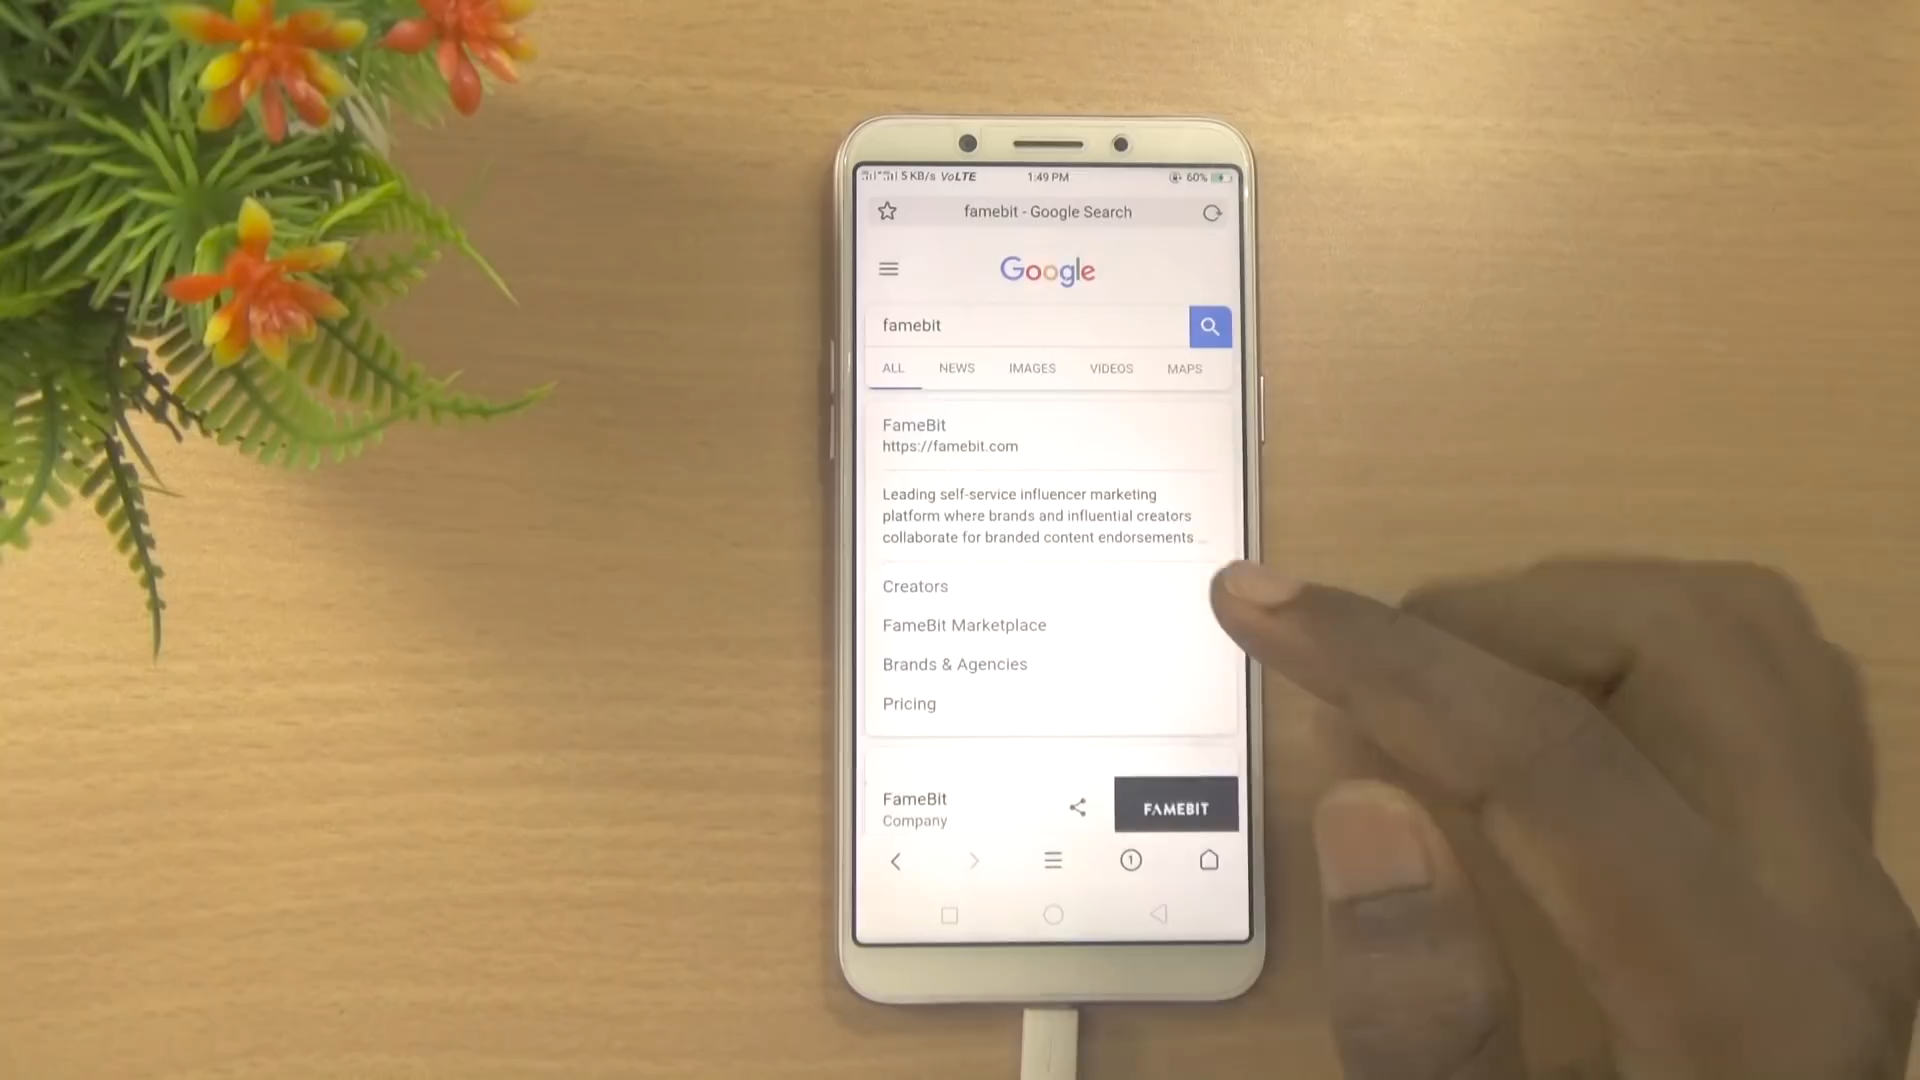 5 KB/s VoLTE 1:49 PM 60%
famebit - Google Search
Google
famebit
ALL NEWS IMAGES VIDEOS MAPS
FameBit
https://famebit.com
Leading self-service influencer marketing
platform where brands and influential creators
collaborate for branded content endorsements ...
Creators
FameBit Marketplace
Brands & Agencies
Pricing
FameBit
Company
FAMEBIT
1